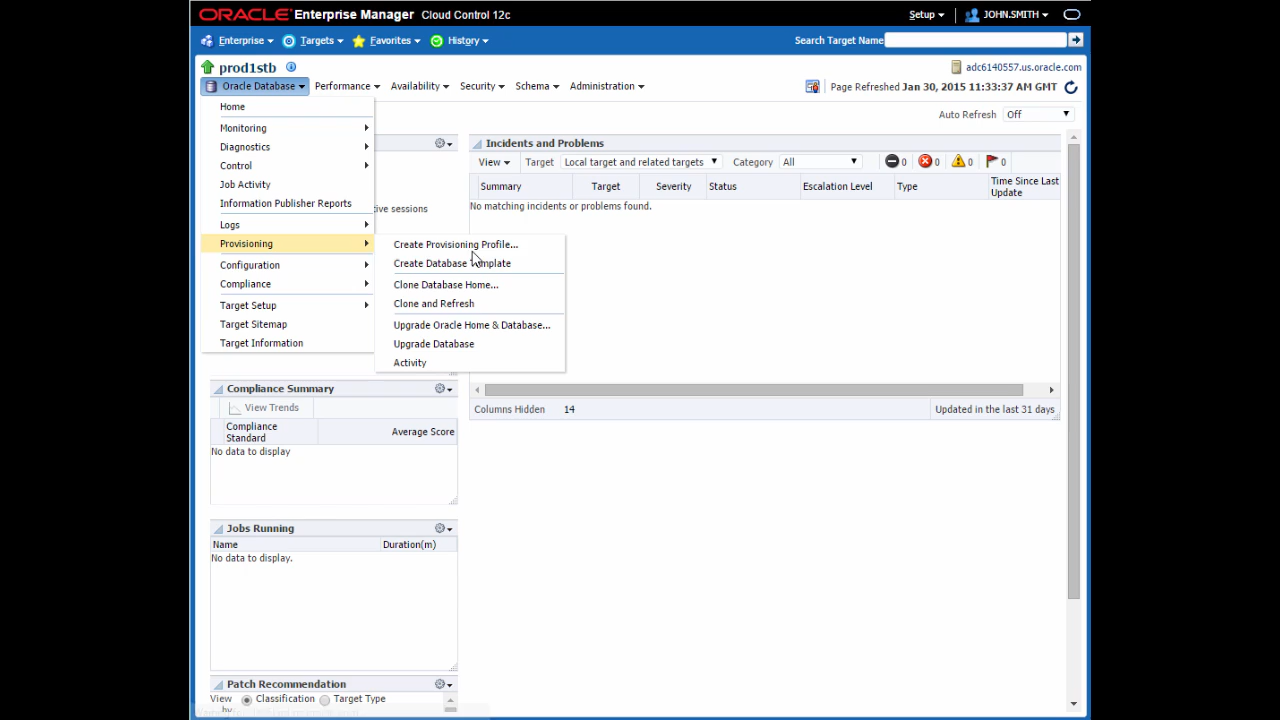 ORACLE Enterprise Manager Cloud Control 12c
Setup JOHN.SMITH
Enterprise Targets Favorites History Search Target Name
prod1stb adc6140557.us.oracle.com
Oracle Database Performance Availability Security Schema Administration Page Refreshed Jan 30, 2015 11:33:37 AM GMT
Auto Refresh Off
Home
Monitoring
Diagnostics
Control
Job Activity
Information Publisher Reports
Logs
Provisioning
Configuration
Compliance
Target Setup
Target Sitemap
Target Information
Create Provisioning Profile...
Create Database Template
Clone Database Home...
Clone and Refresh
Upgrade Oracle Home & Database...
Upgrade Database
Activity
sessions
Incidents and Problems
View Target Local target and related targets Category All 0 0 0 0
Summary Target Severity Status Escalation Level Type Time Since Last
Update
No matching incidents or problems found.
Columns Hidden 14 Updated in the last 31 days
Compliance Summary
View Trends
Compliance
Standard Average Score
No data to display
Jobs Running
Name Duration(m)
No data to display.
Patch Recommendation
View Classification Target Type
by